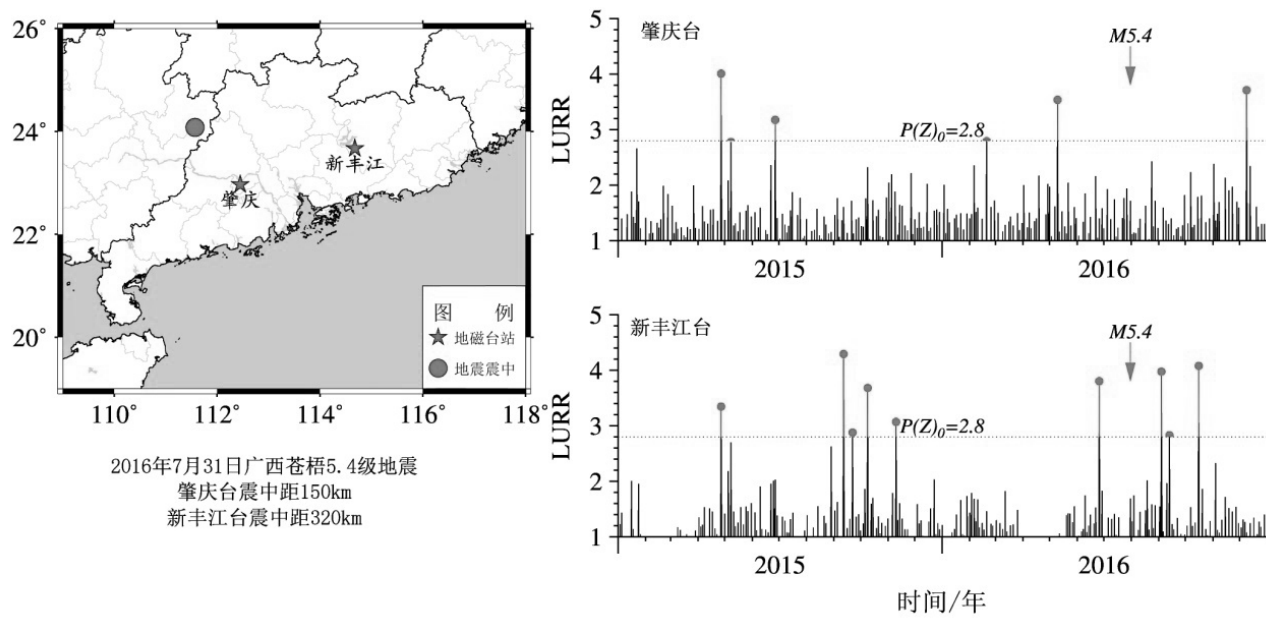 26°
24°
22°
20°
110°
112°
114°
116°
118°
新丰江
肇庆
图 例
地磁台站
地震震中
2016年7月31日广西苍梧5.4级地震
肇庆台震中距150km
新丰江台震中距320km
肇庆台
M5.4
P(Z)₀=2.8
LURR
5
4
3
2
1
2015
2016
新丰江台
M5.4
P(Z)₀=2.8
LURR
5
4
3
2
1
2015
2016
时间/年